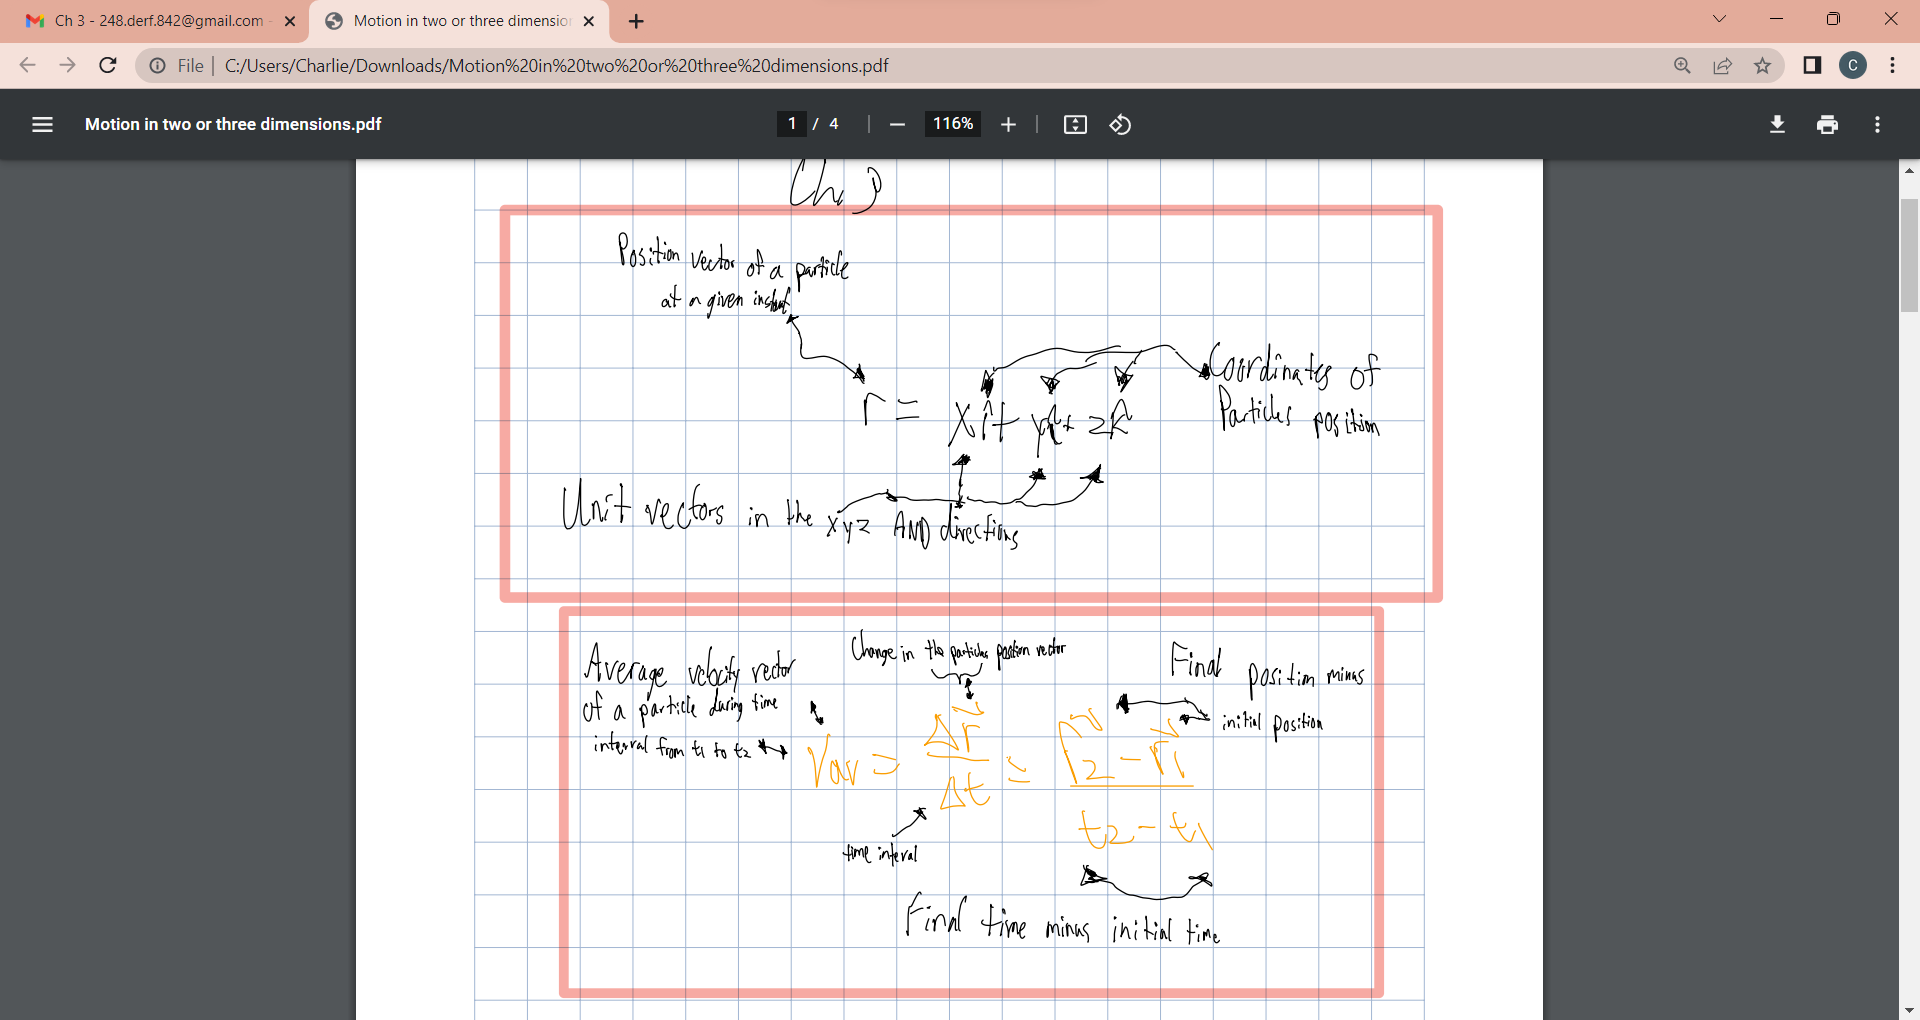 Ch 3 - 248.derf.842@gmail.com
Motion in two or three dimension
File
C:/Users/Charlie/Downloads/Motion%20in%20two%20or%20three%20dimensions.pdf
C
Motion in two or three dimensions.pdf
1 / 4
116%
Ch 3
Position vector of a particle
at a given instant
r = xî + yĵ + zk̂
Coordinates of
Particles position
Unit vectors in the xyz AND directions
Average velocity vector
of a particle during time
interval from t1 to t2
Change in the particles position vector
Final position minus
initial position
Vav = Δr⃗ / Δt = r⃗2 - r⃗1 / t2 - t1
time interval
Final time minus initial time